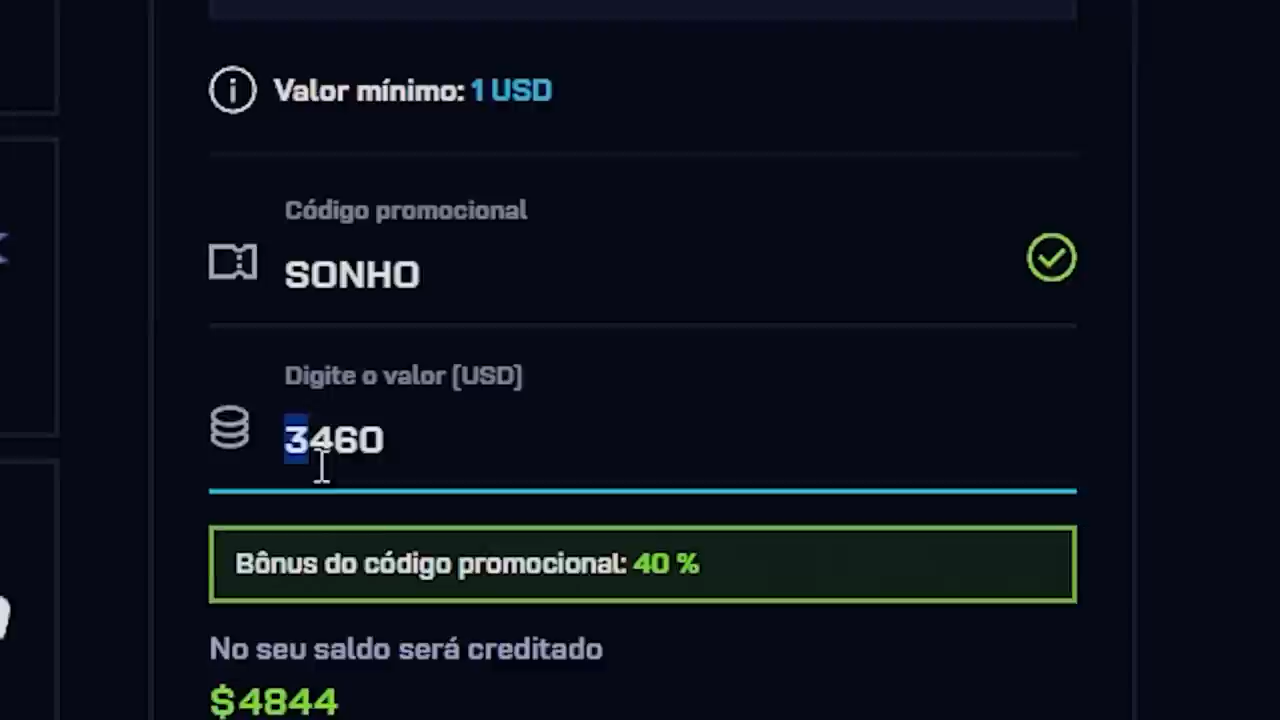 Valor mínimo: 1 USD
Código promocional
SONHO
Digite o valor (USD)
3460
Bônus do código promocional: 40 %
No seu saldo será creditado
$4844